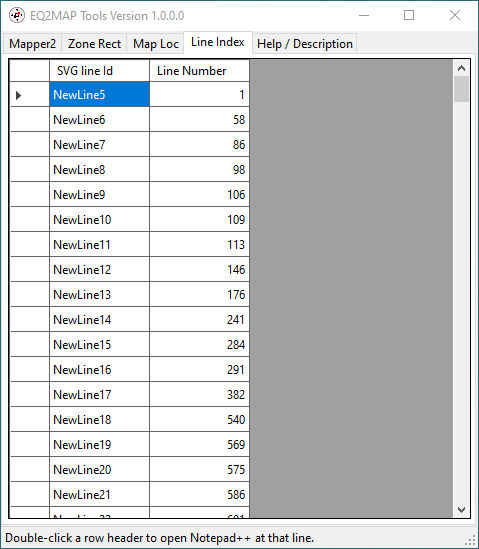 EQ2MAP Tools Version 1.0.0.0
Mapper2 Zone Rect Map Loc Line Index Help / Description
SVG line Id Line Number
NewLine5 1
NewLine6 58
NewLine7 86
NewLine8 98
NewLine9 106
NewLine10 109
NewLine11 113
NewLine12 146
NewLine13 176
NewLine14 241
NewLine15 284
NewLine16 291
NewLine17 382
NewLine18 540
NewLine19 569
NewLine20 575
NewLine21 586
Double-click a row header to open Notepad++ at that line.